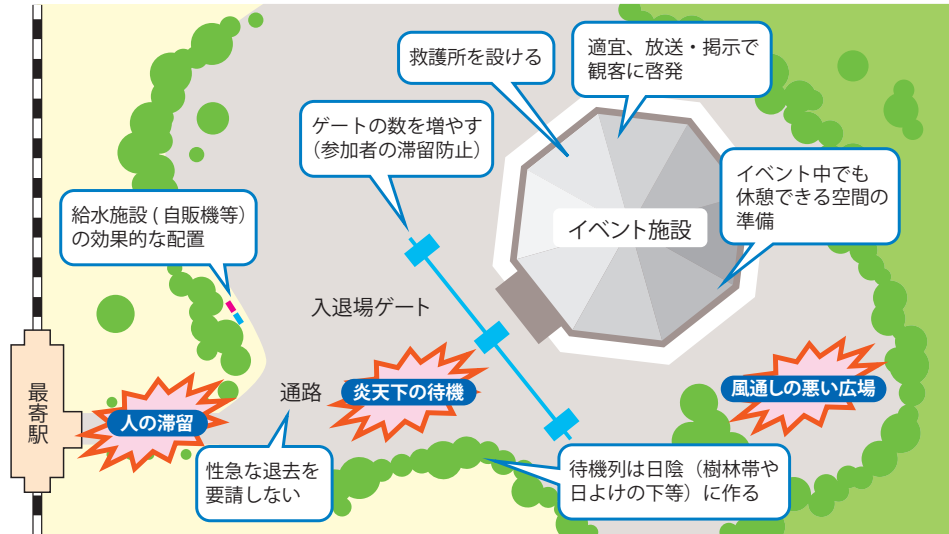 救護所を設ける
適宜、放送・掲示で
観客に啓発
ゲートの数を増やす
（参加者の滞留防止）
イベント中でも
休憩できる空間の
準備
給水施設 ( 自販機等 )
の効果的な配置
イベント施設
入退場ゲート
最寄駅
人の滞留
通路
炎天下の待機
風通しの悪い広場
性急な退去を
要請しない
待機列は日陰（樹林帯や
日よけの下等）に作る